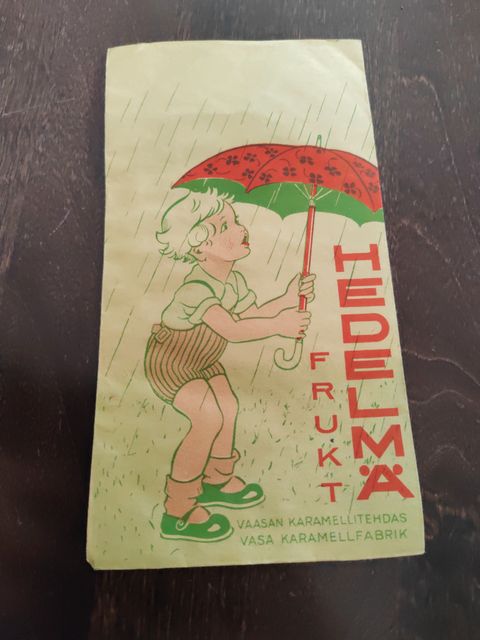 HEDELMÄ
FRUKT
VAASAN KARAMELLITEHDAS
VASA KARAMELLFABRIK